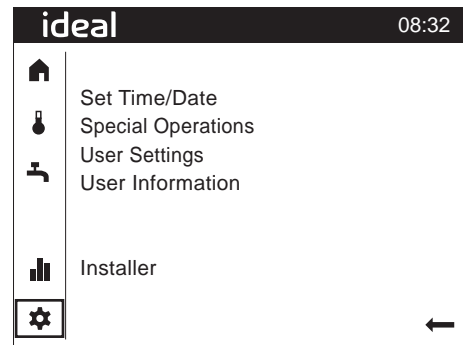 ideal
08:32
Set Time/Date
Special Operations
User Settings
User Information
Installer